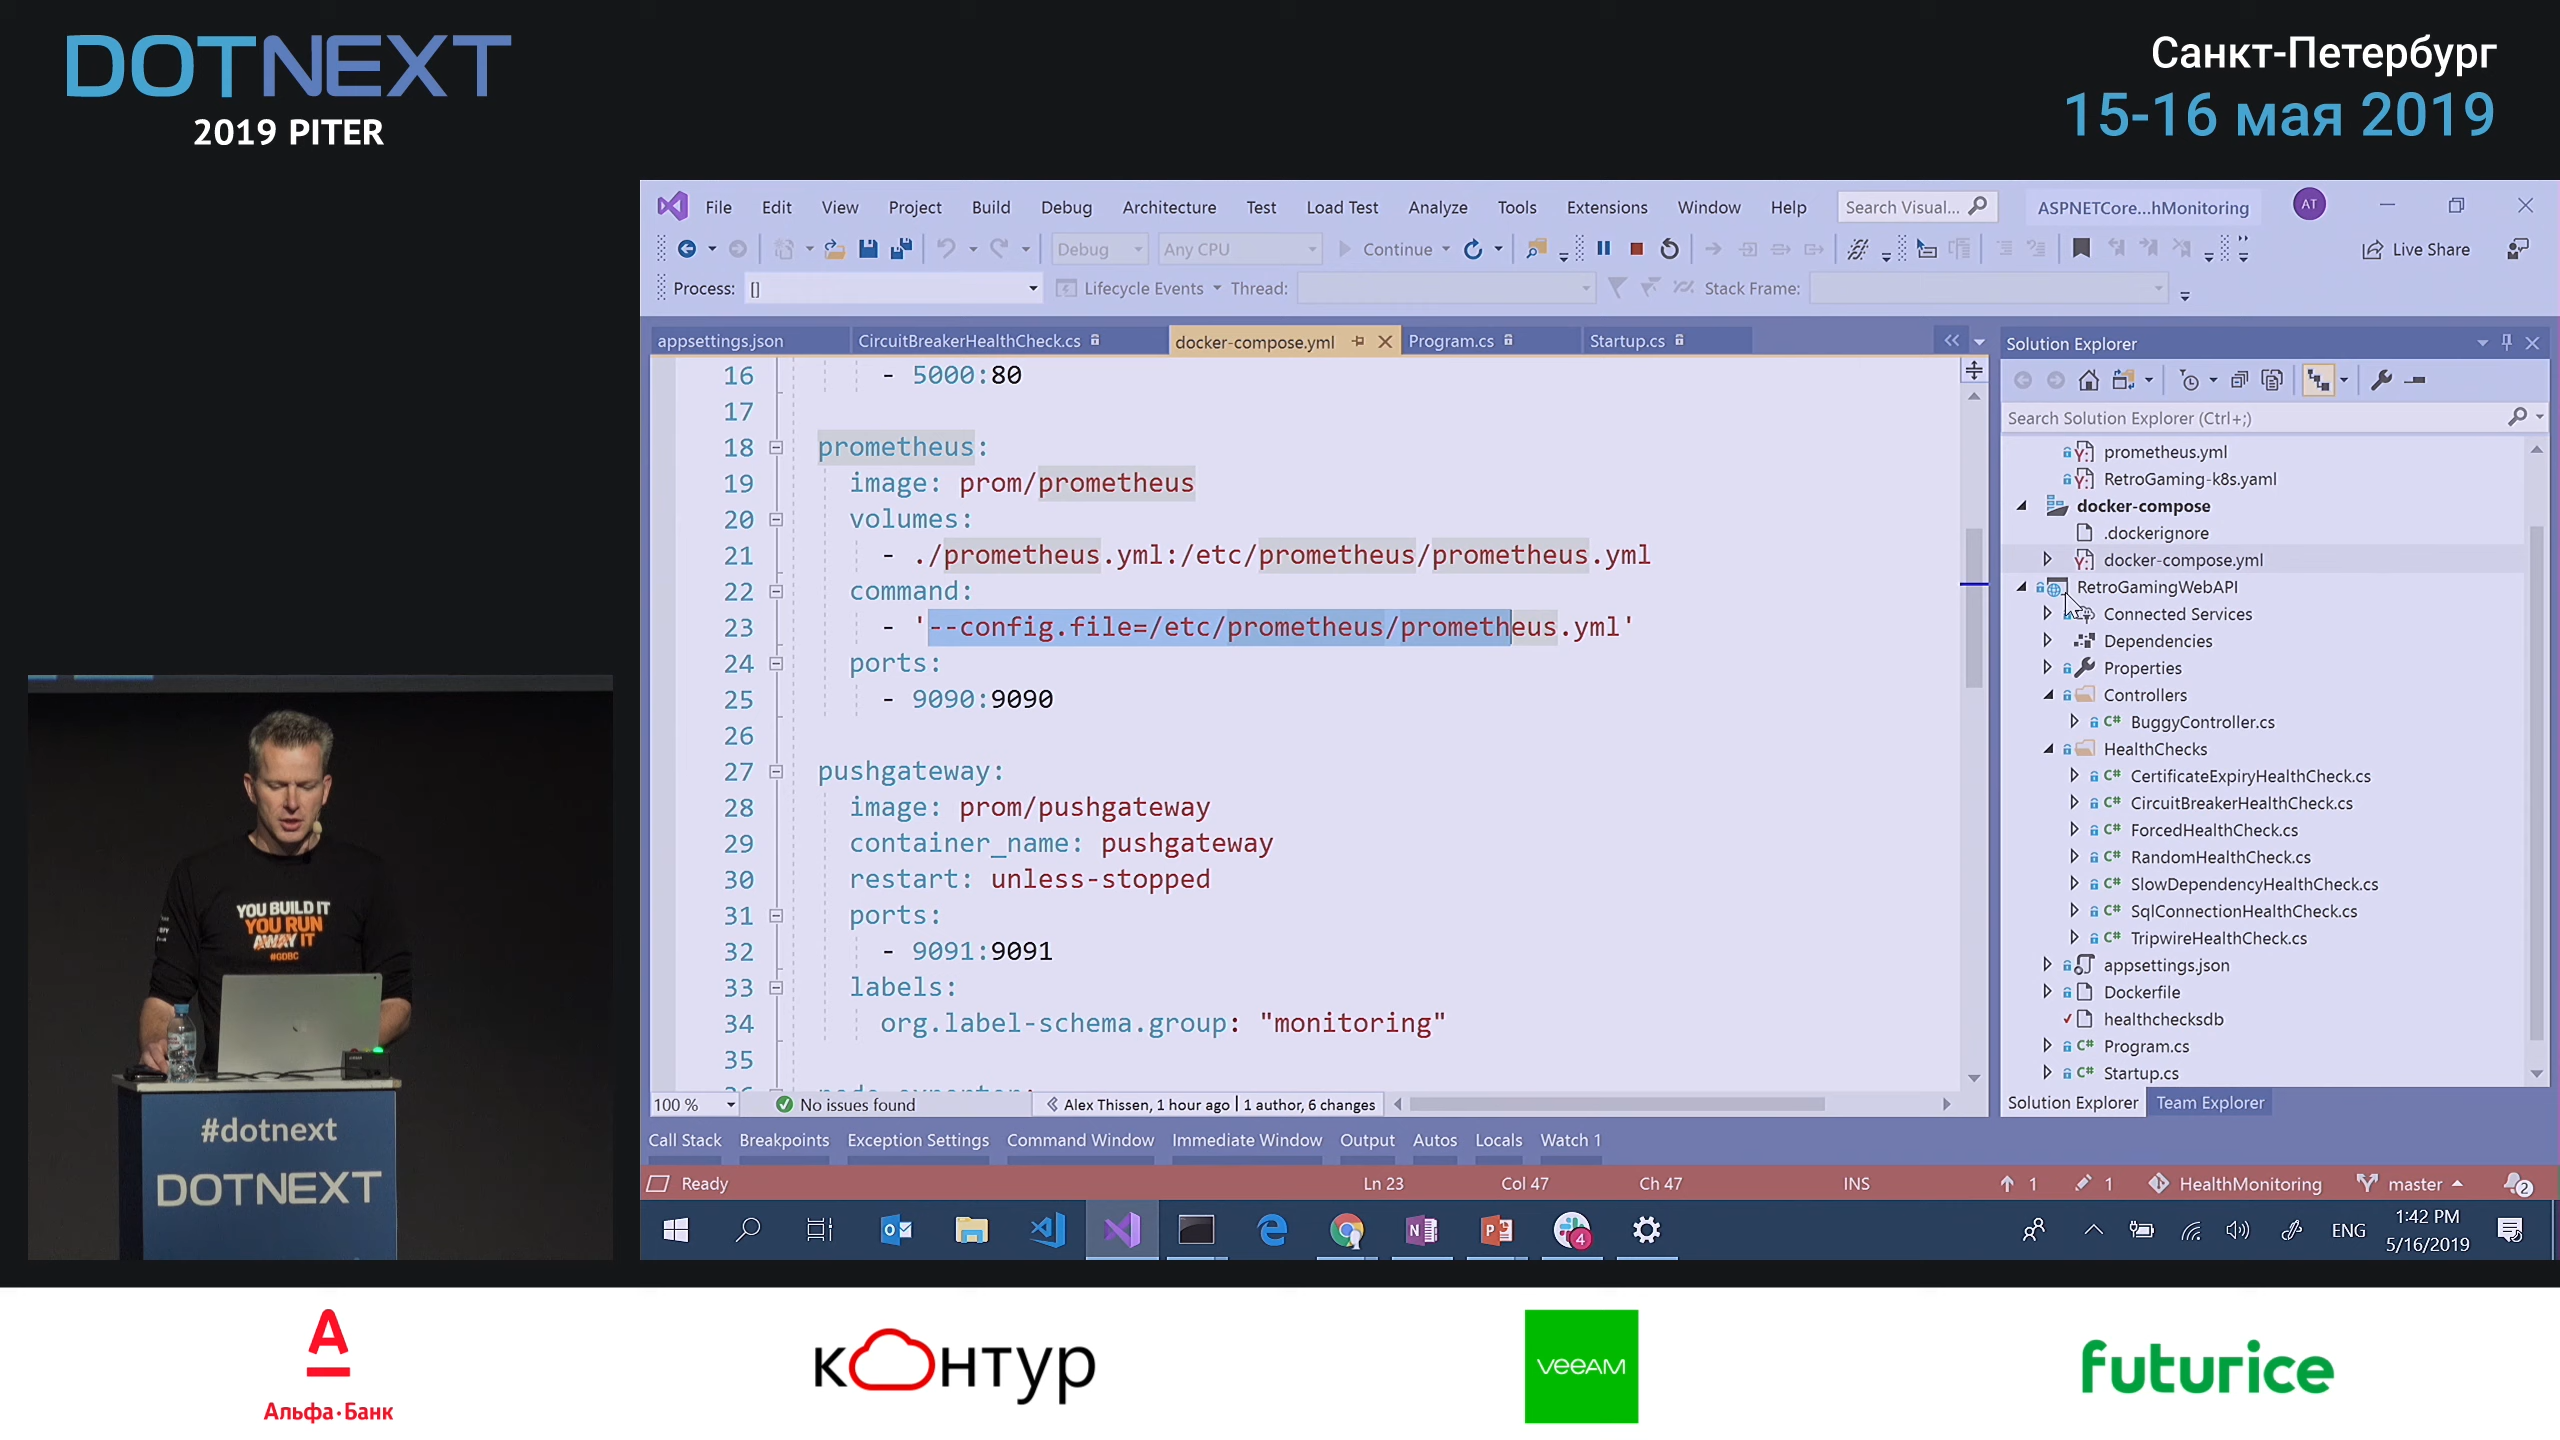 DOTNEXT
2019 PITER
Санкт-Петербург
15-16 мая 2019
File Edit View Project Build Debug Architecture Test Load Test Analyze Tools Extensions Window Help Search Visual... ASPNETCore...hMonitoring AT
Debug Any CPU Continue Live Share
Process: [] Lifecycle Events Thread: Stack Frame:
appsettings.json CircuitBreakerHealthCheck.cs docker-compose.yml Program.cs Startup.cs
16 - 5000:80
17
18 prometheus:
19 image: prom/prometheus
20 volumes:
21 - ./prometheus.yml:/etc/prometheus/prometheus.yml
22 command:
23 - '--config.file=/etc/prometheus/prometheus.yml'
24 ports:
25 - 9090:9090
26
27 pushgateway:
28 image: prom/pushgateway
29 container_name: pushgateway
30 restart: unless-stopped
31 ports:
32 - 9091:9091
33 labels:
34 org.label-schema.group: "monitoring"
35
100 % No issues found Alex Thissen, 1 hour ago | 1 author, 6 changes
Solution Explorer
Search Solution Explorer (Ctrl+;)
prometheus.yml
RetroGaming-k8s.yaml
docker-compose
.dockerignore
docker-compose.yml
RetroGamingWebAPI
Connected Services
Dependencies
Properties
Controllers
C# BuggyController.cs
HealthChecks
C# CertificateExpiryHealthCheck.cs
C# CircuitBreakerHealthCheck.cs
C# ForcedHealthCheck.cs
C# RandomHealthCheck.cs
C# SlowDependencyHealthCheck.cs
C# SqlConnectionHealthCheck.cs
C# TripwireHealthCheck.cs
appsettings.json
Dockerfile
healthchecksdb
C# Program.cs
C# Startup.cs
Solution Explorer Team Explorer
Call Stack Breakpoints Exception Settings Command Window Immediate Window Output Autos Locals Watch 1
Ready Ln 23 Col 47 Ch 47 INS 1 1 HealthMonitoring master 2
4 ENG 1:42 PM
5/16/2019
YOU BUILD IT
YOU RUN
AWAY IT
#GDBC
#dotnext
DOTNEXT
Альфа·Банк
контур
veeam
futurice